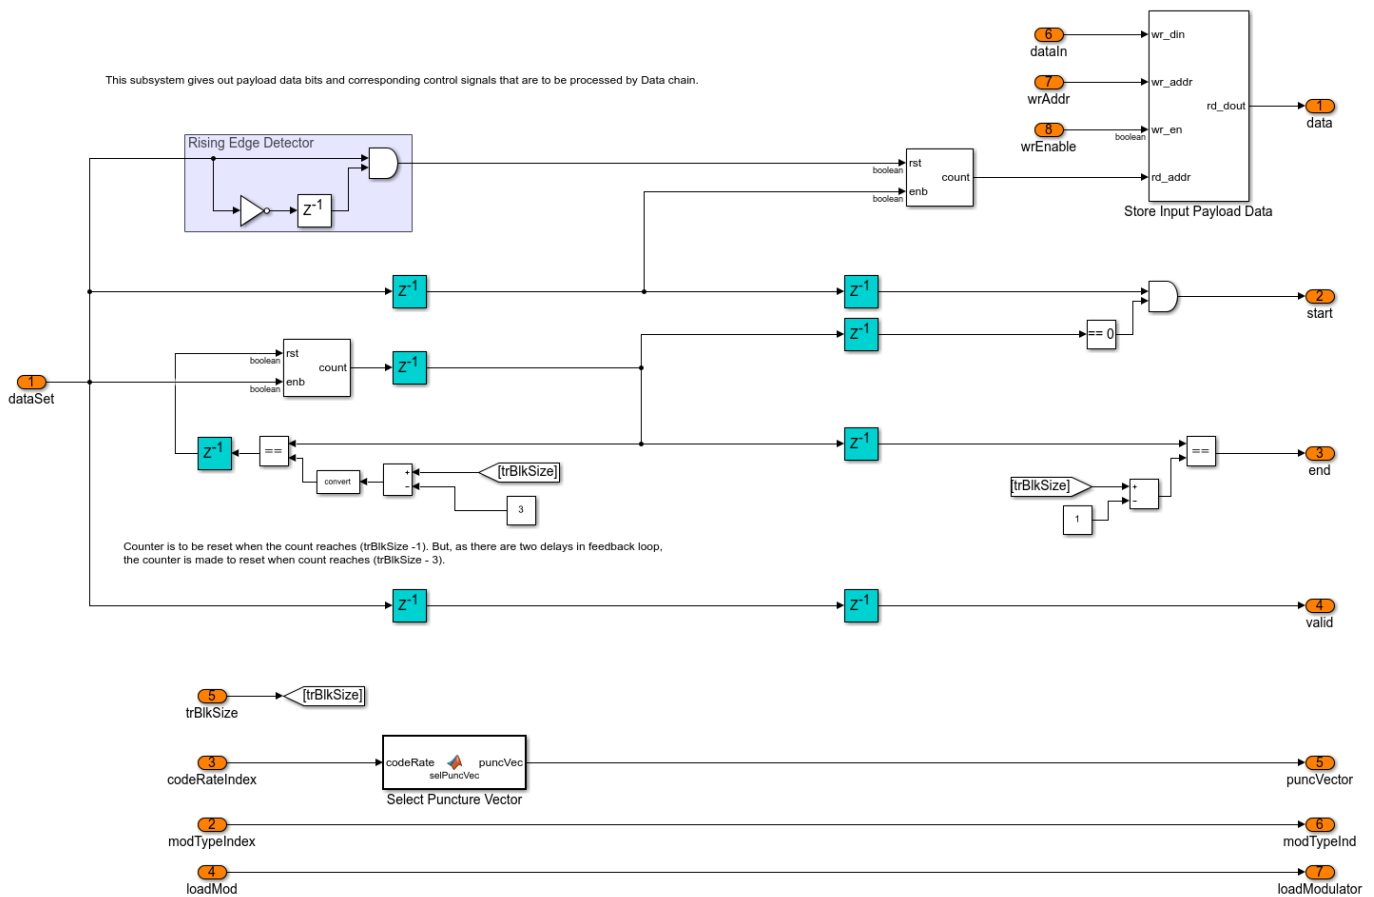 6
dataIn
wr_din
This subsystem gives out payload data bits and corresponding control signals that are to be processed by Data chain.
7
wrAddr
wr_addr
rd_dout
1
data
8
wrEnable
boolean
wr_en
rd_addr
Store Input Payload Data
Rising Edge Detector
Z-1
boolean
rst
boolean
enb
count
Z-1
Z-1
2
start
Z-1
== 0
boolean
rst
boolean
enb
count
Z-1
1
dataSet
Z-1
==
Z-1
==
3
end
[trBlkSize]
+
-
convert
3
[trBlkSize]
+
-
1
Counter is to be reset when the count reaches (trBlkSize -1). But, as there are two delays in feedback loop,
the counter is made to reset when count reaches (trBlkSize - 3).
Z-1
Z-1
4
valid
5
trBlkSize
[trBlkSize]
3
codeRateIndex
codeRate
puncVec
selPuncVec
Select Puncture Vector
5
puncVector
2
modTypeIndex
6
modTypeInd
4
loadMod
7
loadModulator